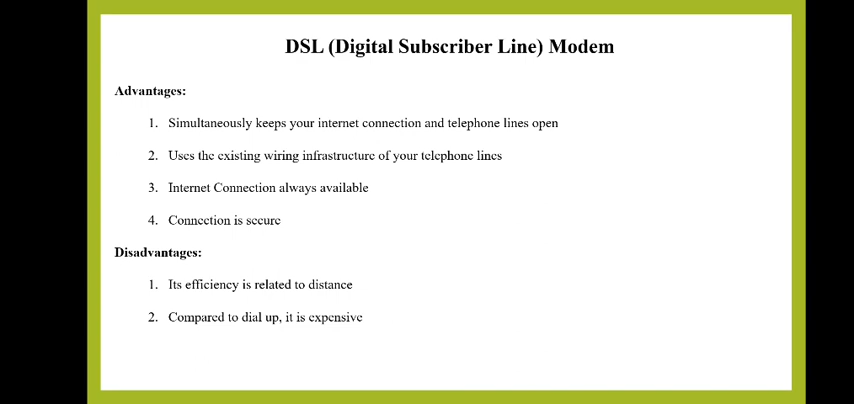 DSL (Digital Subscriber Line) Modem
Advantages:
1. Simultaneously keeps your internet connection and telephone lines open
2. Uses the existing wiring infrastructure of your telephone lines
3. Internet Connection always available
4. Connection is secure
Disadvantages:
1. Its efficiency is related to distance
2. Compared to dial up, it is expensive